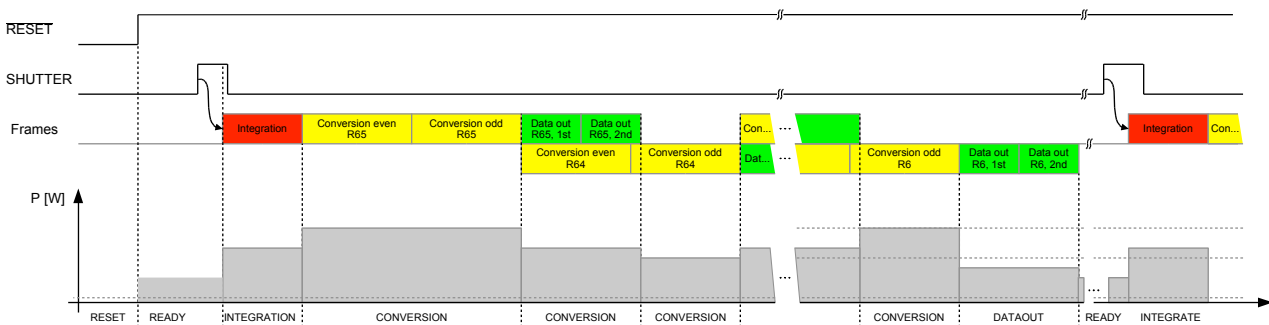 RESET
SHUTTER
Frames
Integration
Conversion even
R65
Conversion odd
R65
Data out
R65, 1st
Data out
R65, 2nd
Con...
...
Integration
Con...
Conversion even
R64
Conversion odd
R64
Dat...
...
Conversion odd
R6
Data out
R6, 1st
Data out
R6, 2nd
P [W]
...
...
RESET READY INTEGRATION CONVERSION CONVERSION CONVERSION CONVERSION DATAOUT READY INTEGRATE